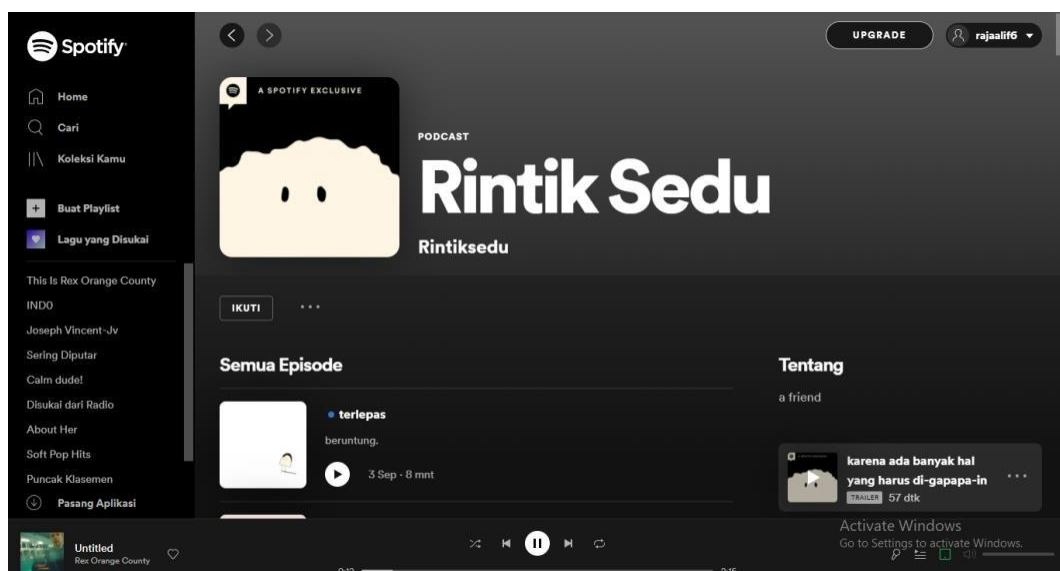 Spotify
Home
Cari
Koleksi Kamu
Buat Playlist
Lagu yang Disukai
This Is Rex Orange County
IND0
Joseph Vincent-Jv
Sering Diputar
Calm dude!
Disukai dari Radio
About Her
Soft Pop Hits
Puncak Klasemen
Pasang Aplikasi
UPGRADE
rajaalif6
A SPOTIFY EXCLUSIVE
PODCAST
Rintik Sedu
Rintiksedu
IKUTI
Semua Episode
terlepas
beruntung.
3 Sep · 8 mnt
Tentang
a friend
karena ada banyak hal
yang harus di-gapapa-in
TRAILER 57 dtk
Activate Windows
Go to Settings to activate Windows.
Untitled
Rex Orange County